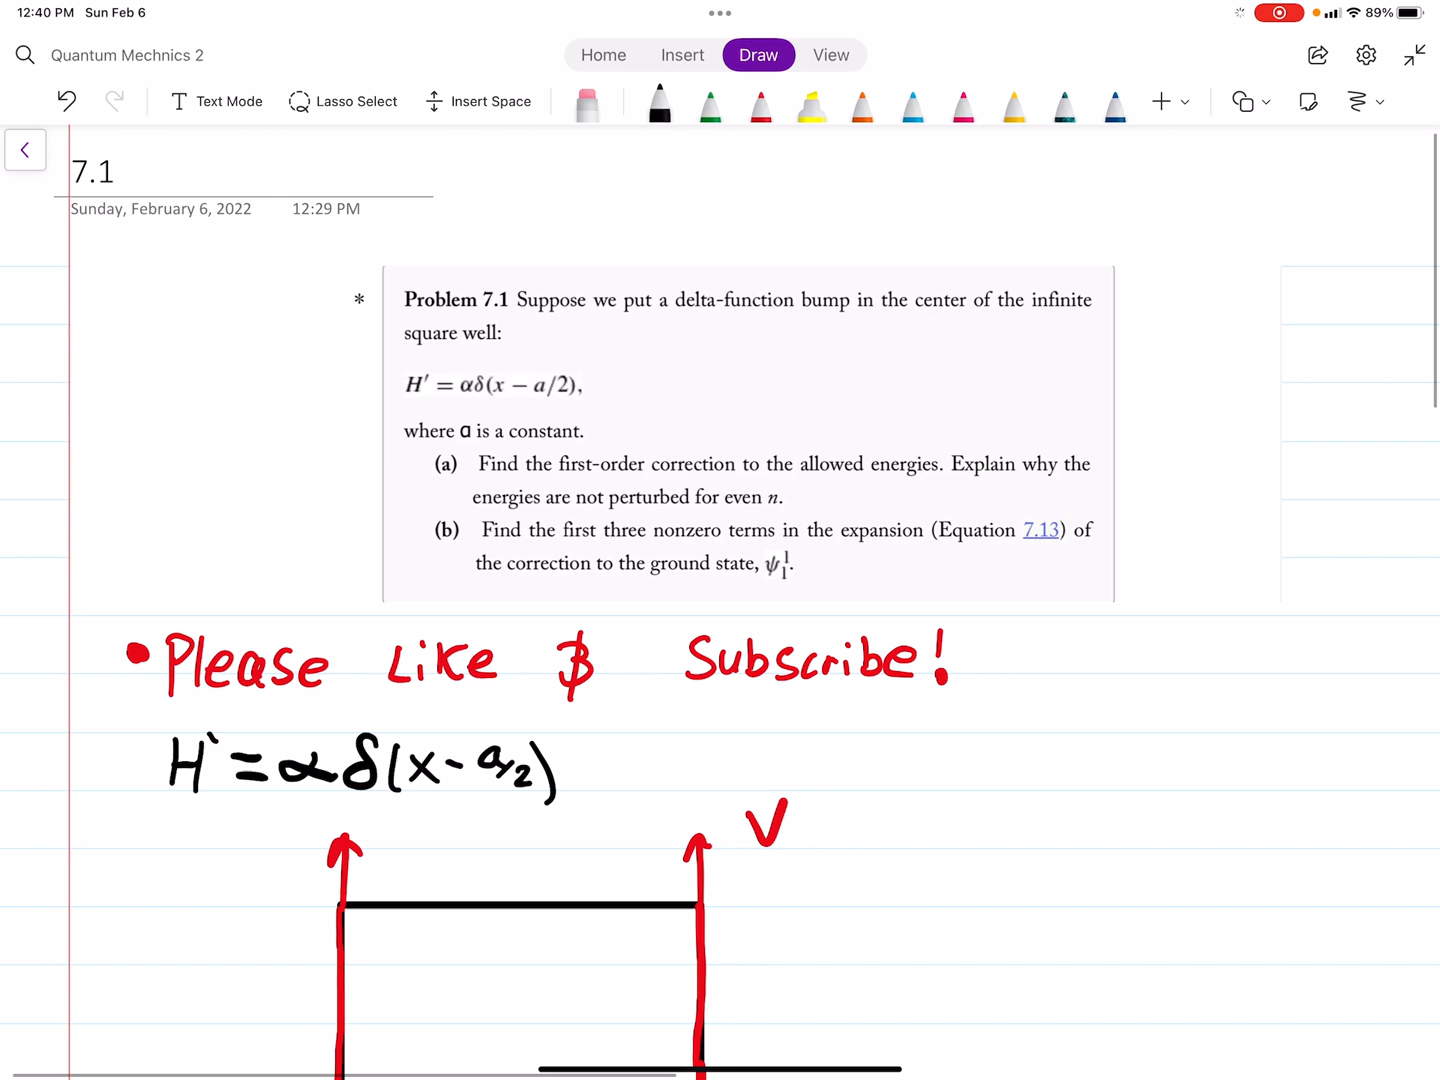 12:40 PM Sun Feb 6
89%
Quantum Mechnics 2
Home Insert Draw View
Text Mode Lasso Select Insert Space
7.1
Sunday, February 6, 2022 12:29 PM
* Problem 7.1 Suppose we put a delta-function bump in the center of the infinite
square well:
H′ = αδ(x − a/2),
where a is a constant.
(a) Find the first-order correction to the allowed energies. Explain why the
energies are not perturbed for even n.
(b) Find the first three nonzero terms in the expansion (Equation 7.13) of
the correction to the ground state, ψ₁¹.
• Please Like & Subscribe!
H' = αδ(x - a/2)
V